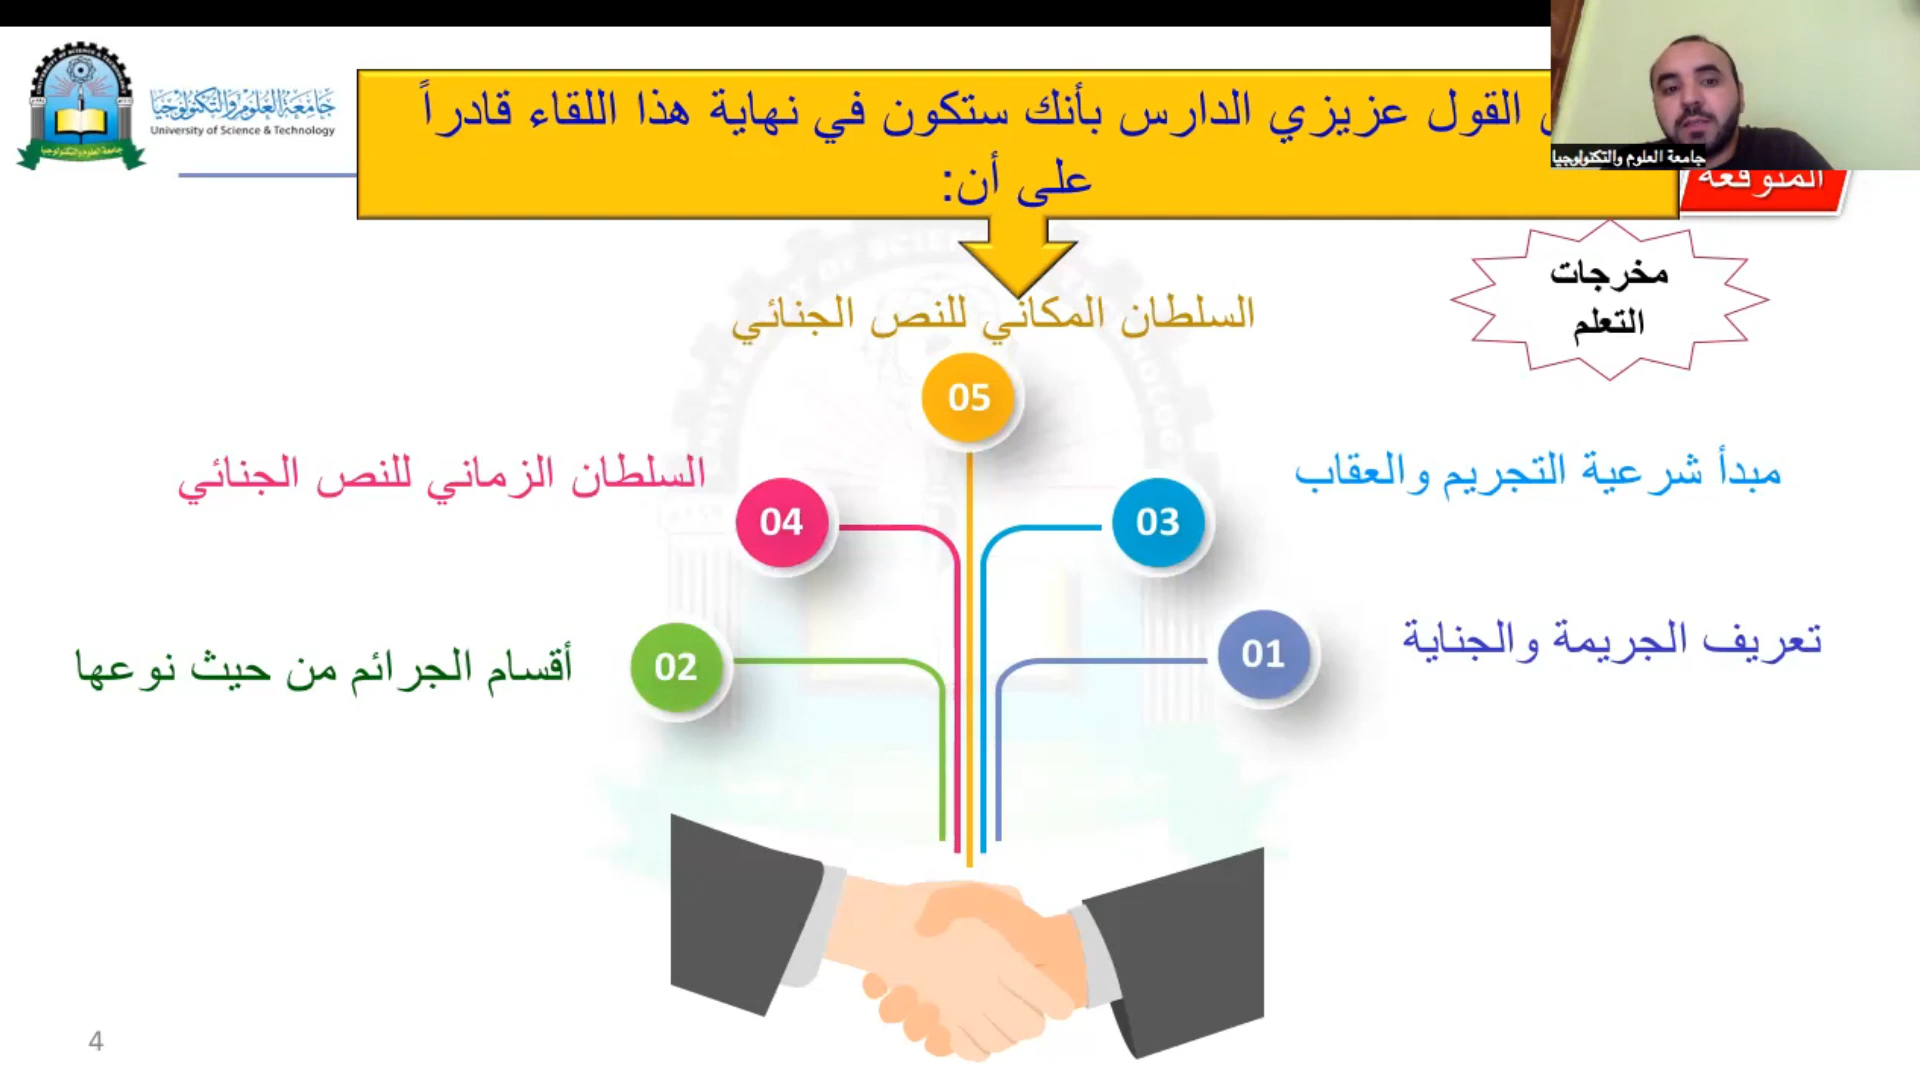 جامعة العلوم والتكنولوجيا
University of Science & Technology
القول عزيزي الدارس بأنك ستكون في نهاية هذا اللقاء قادراً
على أن:
جامعة العلوم والتكنولوجيا
المتوقعة
مخرجات
التعلم
السلطان المكاني للنص الجنائي
05
مبدأ شرعية التجريم والعقاب
03
السلطان الزماني للنص الجنائي
04
تعريف الجريمة والجناية
01
أقسام الجرائم من حيث نوعها
02
4